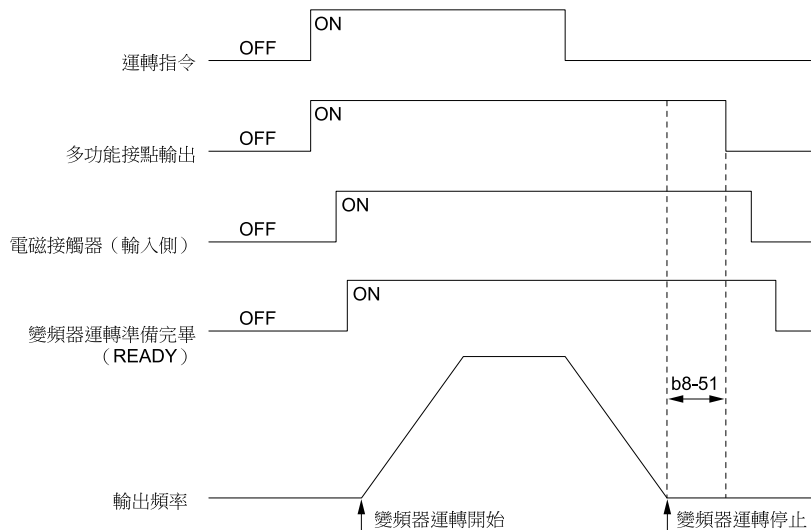 ON
OFF
運轉指令
ON
OFF
多功能接點輸出
ON
OFF
電磁接觸器（輸入側）
ON
OFF
變頻器運轉準備完畢
（READY）
b8-51
輸出頻率
變頻器運轉開始
變頻器運轉停止